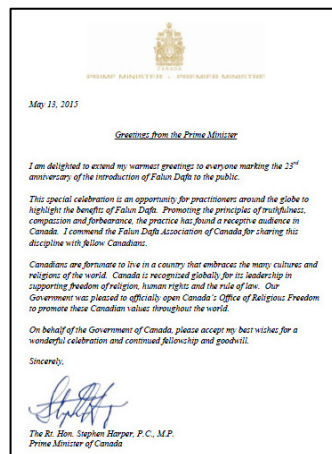 CANADA
PRIME MINISTER · PREMIER MINISTRE
May 13, 2015
Greetings from the Prime Minister
I am delighted to extend my warmest greetings to everyone marking the 23rd
anniversary of the introduction of Falun Dafa to the public.
This special celebration is an opportunity for practitioners around the globe to
highlight the benefits of Falun Dafa. Promoting the principles of truthfulness,
compassion and forbearance, the practice has found a receptive audience in
Canada. I commend the Falun Dafa Association of Canada for sharing this
discipline with fellow Canadians.
Canadians are fortunate to live in a country that embraces the many cultures and
religions of the world. Canada is recognized globally for its leadership in
supporting freedom of religion, human rights and the rule of law. Our
Government was pleased to officially open Canada's Office of Religious Freedom
to promote these Canadian values throughout the world.
On behalf of the Government of Canada, please accept my best wishes for a
wonderful celebration and continued fellowship and goodwill.
Sincerely,
The Rt. Hon. Stephen Harper, P.C., M.P.
Prime Minister of Canada